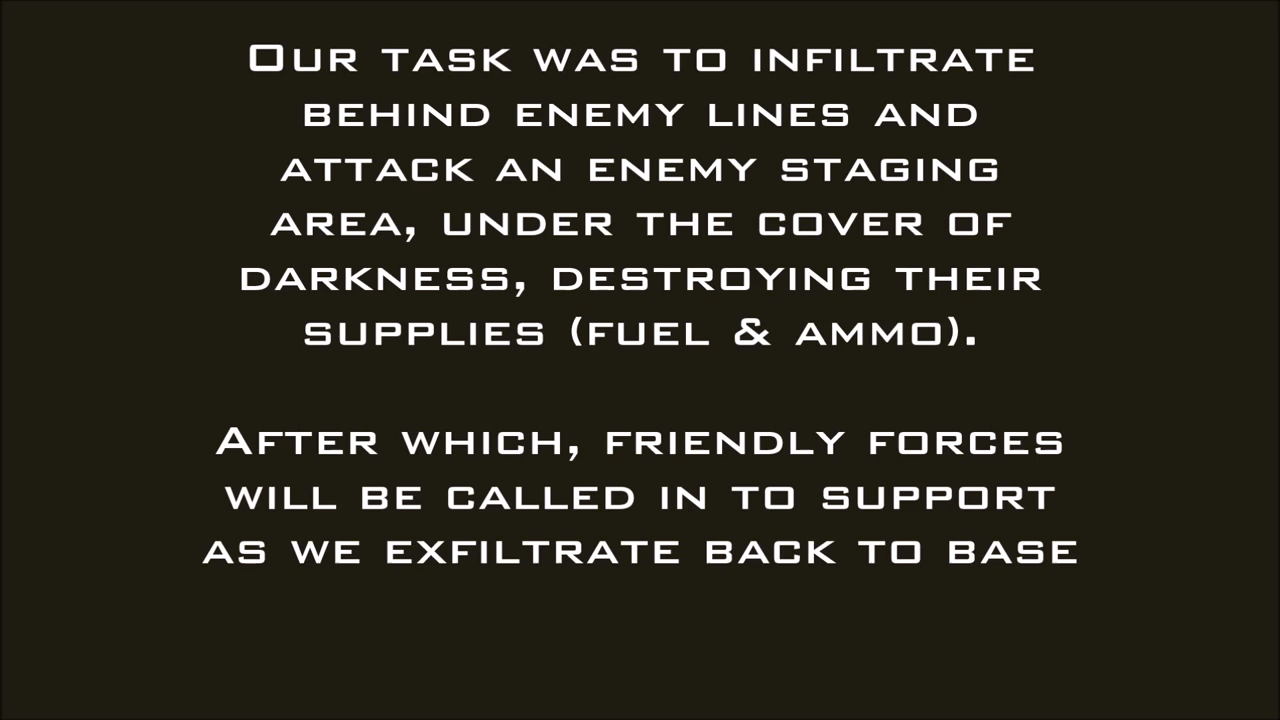 Our task was to infiltrate
behind enemy lines and
attack an enemy staging
area, under the cover of
darkness, destroying their
supplies (fuel & ammo).
After which, friendly forces
will be called in to support
as we exfiltrate back to base